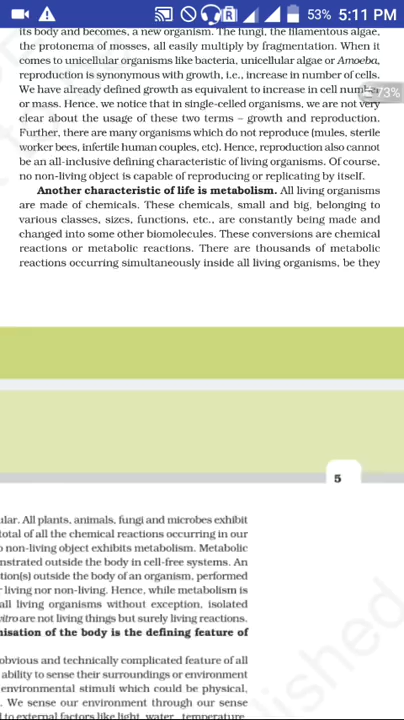 53% 5:11 PM
its body and becomes, a new organism. The fungi, the filamentous algae,
the protonema of mosses, all easily multiply by fragmentation. When it
comes to unicellular organisms like bacteria, unicellular algae or Amoeba,
reproduction is synonymous with growth, i.e., increase in number of cells.
We have already defined growth as equivalent to increase in cell number
or mass. Hence, we notice that in single-celled organisms, we are not very
clear about the usage of these two terms – growth and reproduction.
73%
Further, there are many organisms which do not reproduce (mules, sterile
worker bees, infertile human couples, etc). Hence, reproduction also cannot
be an all-inclusive defining characteristic of living organisms. Of course,
no non-living object is capable of reproducing or replicating by itself.
Another characteristic of life is metabolism. All living organisms
are made of chemicals. These chemicals, small and big, belonging to
various classes, sizes, functions, etc., are constantly being made and
changed into some other biomolecules. These conversions are chemical
reactions or metabolic reactions. There are thousands of metabolic
reactions occurring simultaneously inside all living organisms, be they
5
ular. All plants, animals, fungi and microbes exhibit
total of all the chemical reactions occurring in our
o non-living object exhibits metabolism. Metabolic
nstrated outside the body in cell-free systems. An
tion(s) outside the body of an organism, performed
r living nor non-living. Hence, while metabolism is
all living organisms without exception, isolated
vitro are not living things but surely living reactions.
nisation of the body is the defining feature of
obvious and technically complicated feature of all
ability to sense their surroundings or environment
environmental stimuli which could be physical,
. We sense our environment through our sense
d to external factors like light, water, temperature,